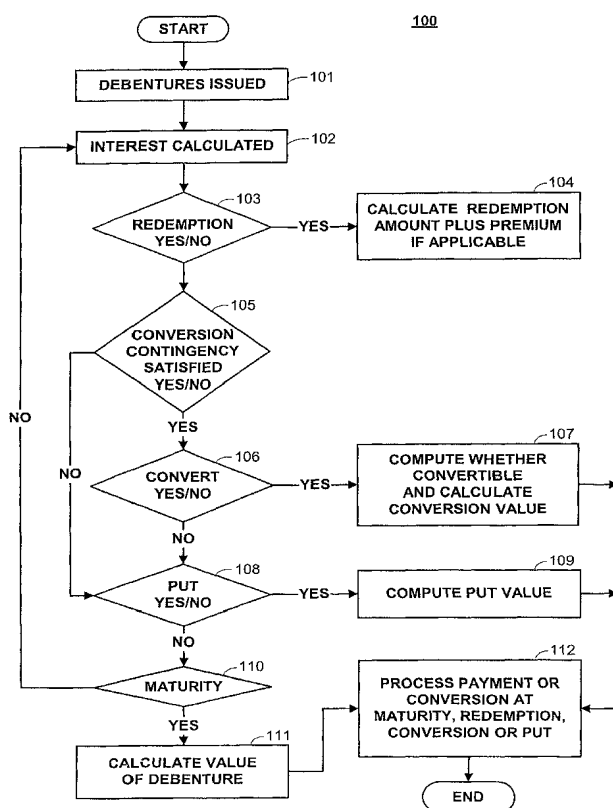 START
100
DEBENTURES ISSUED
101
INTEREST CALCULATED
102
103
REDEMPTION
YES/NO
YES
104
CALCULATE REDEMPTION
AMOUNT PLUS PREMIUM
IF APPLICABLE
105
CONVERSION
CONTINGENCY
SATISFIED
YES/NO
NO
NO
YES
106
CONVERT
YES/NO
YES
107
COMPUTE WHETHER
CONVERTIBLE
AND CALCULATE
CONVERSION VALUE
NO
108
PUT
YES/NO
YES
109
COMPUTE PUT VALUE
NO
110
MATURITY
YES
111
CALCULATE VALUE
OF DEBENTURE
112
PROCESS PAYMENT OR
CONVERSION AT
MATURITY, REDEMPTION,
CONVERSION OR PUT
END